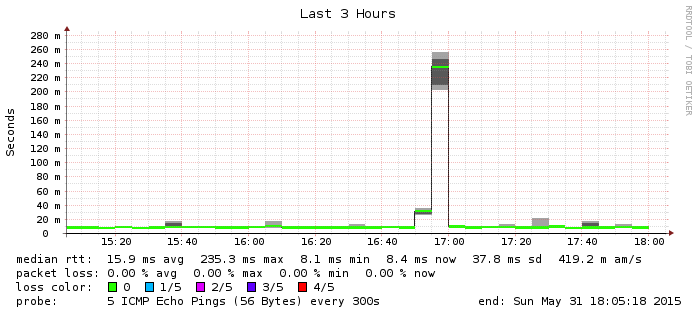 Last 3 Hours
RRDTOOL / TOBI OETIKER
Seconds
280 m
260 m
240 m
220 m
200 m
180 m
160 m
140 m
120 m
100 m
80 m
60 m
40 m
20 m
0
15:20 15:40 16:00 16:20 16:40 17:00 17:20 17:40 18:00
median rtt: 15.9 ms avg 235.3 ms max 8.1 ms min 8.4 ms now 37.8 ms sd 419.2 m am/s
packet loss: 0.00 % avg 0.00 % max 0.00 % min 0.00 % now
loss color: 0 1/5 2/5 3/5 4/5
probe: 5 ICMP Echo Pings (56 Bytes) every 300s end: Sun May 31 18:05:18 2015